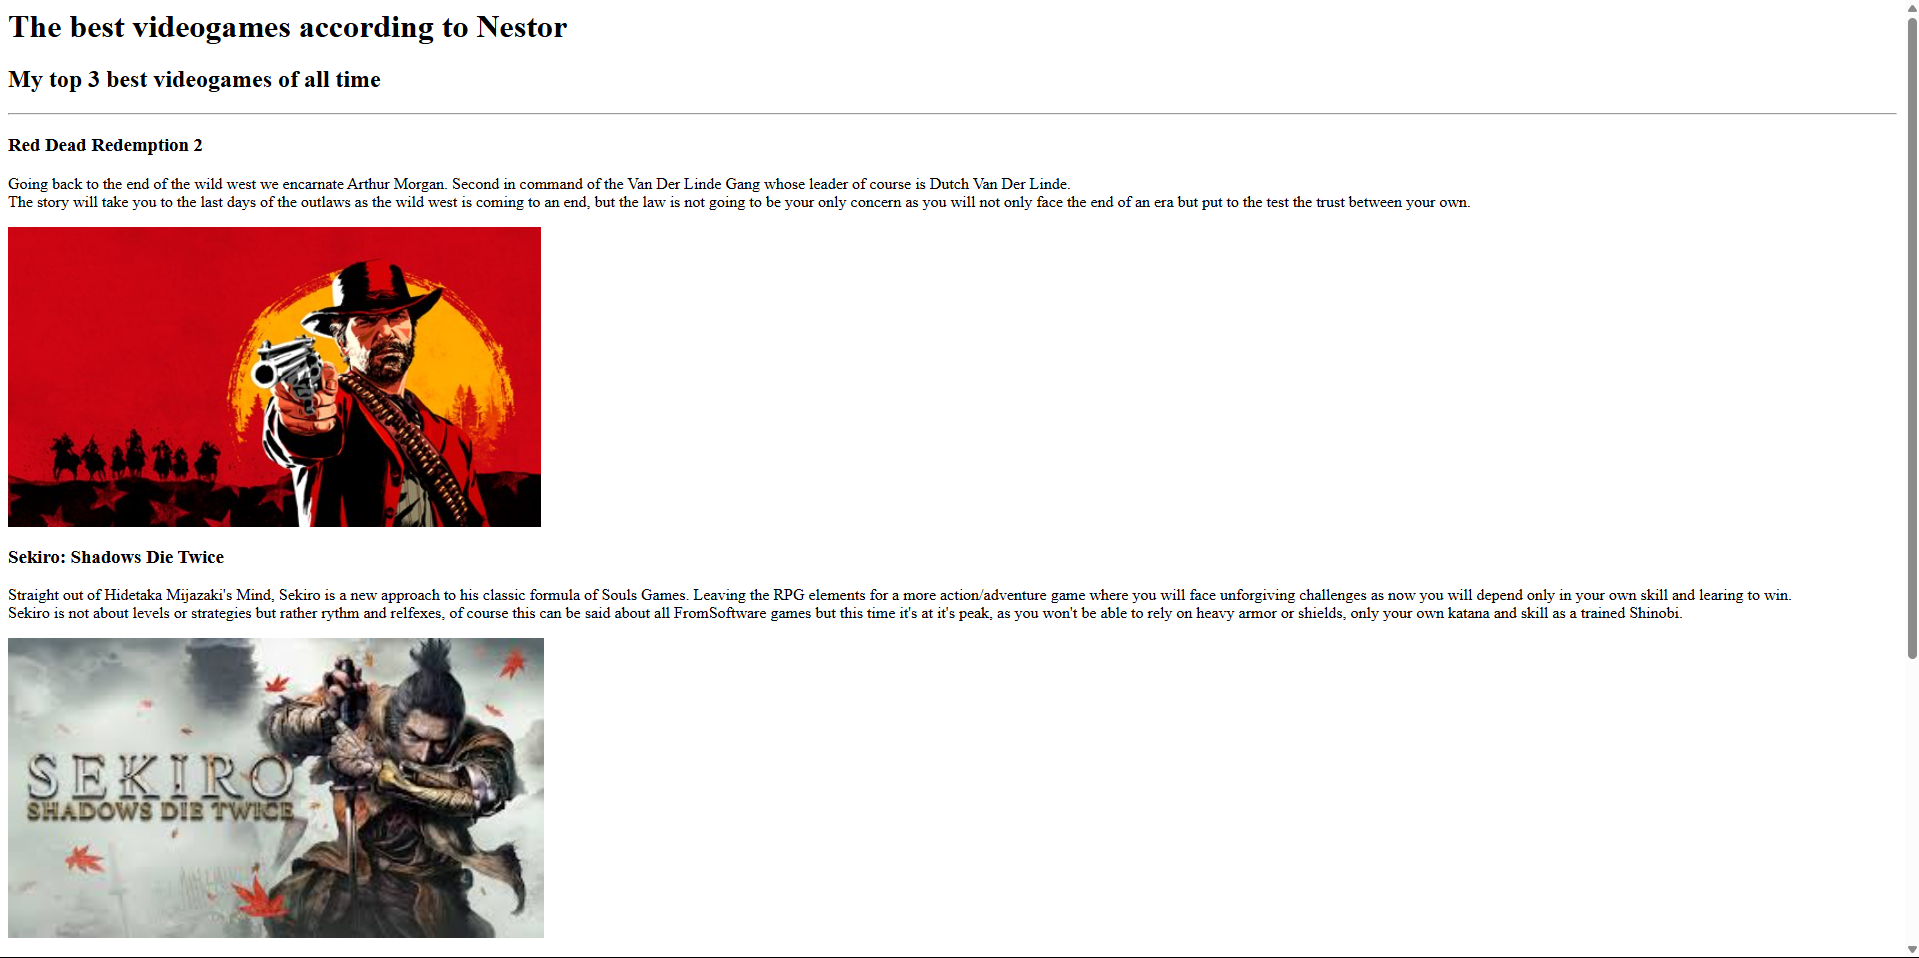 The best videogames according to Nestor
My top 3 best videogames of all time
Red Dead Redemption 2
Going back to the end of the wild west we encarnate Arthur Morgan. Second in command of the Van Der Linde Gang whose leader of course is Dutch Van Der Linde.
The story will take you to the last days of the outlaws as the wild west is coming to an end, but the law is not going to be your only concern as you will not only face the end of an era but put to the test the trust between your own.
Sekiro: Shadows Die Twice
Straight out of Hidetaka Mijazaki's Mind, Sekiro is a new approach to his classic formula of Souls Games. Leaving the RPG elements for a more action/adventure game where you will face unforgiving challenges as now you will depend only in your own skill and learing to win.
Sekiro is not about levels or strategies but rather rythm and relfexes, of course this can be said about all FromSoftware games but this time it's at it's peak, as you won't be able to rely on heavy armor or shields, only your own katana and skill as a trained Shinobi.
SEKIRO
SHADOWS DIE TWICE